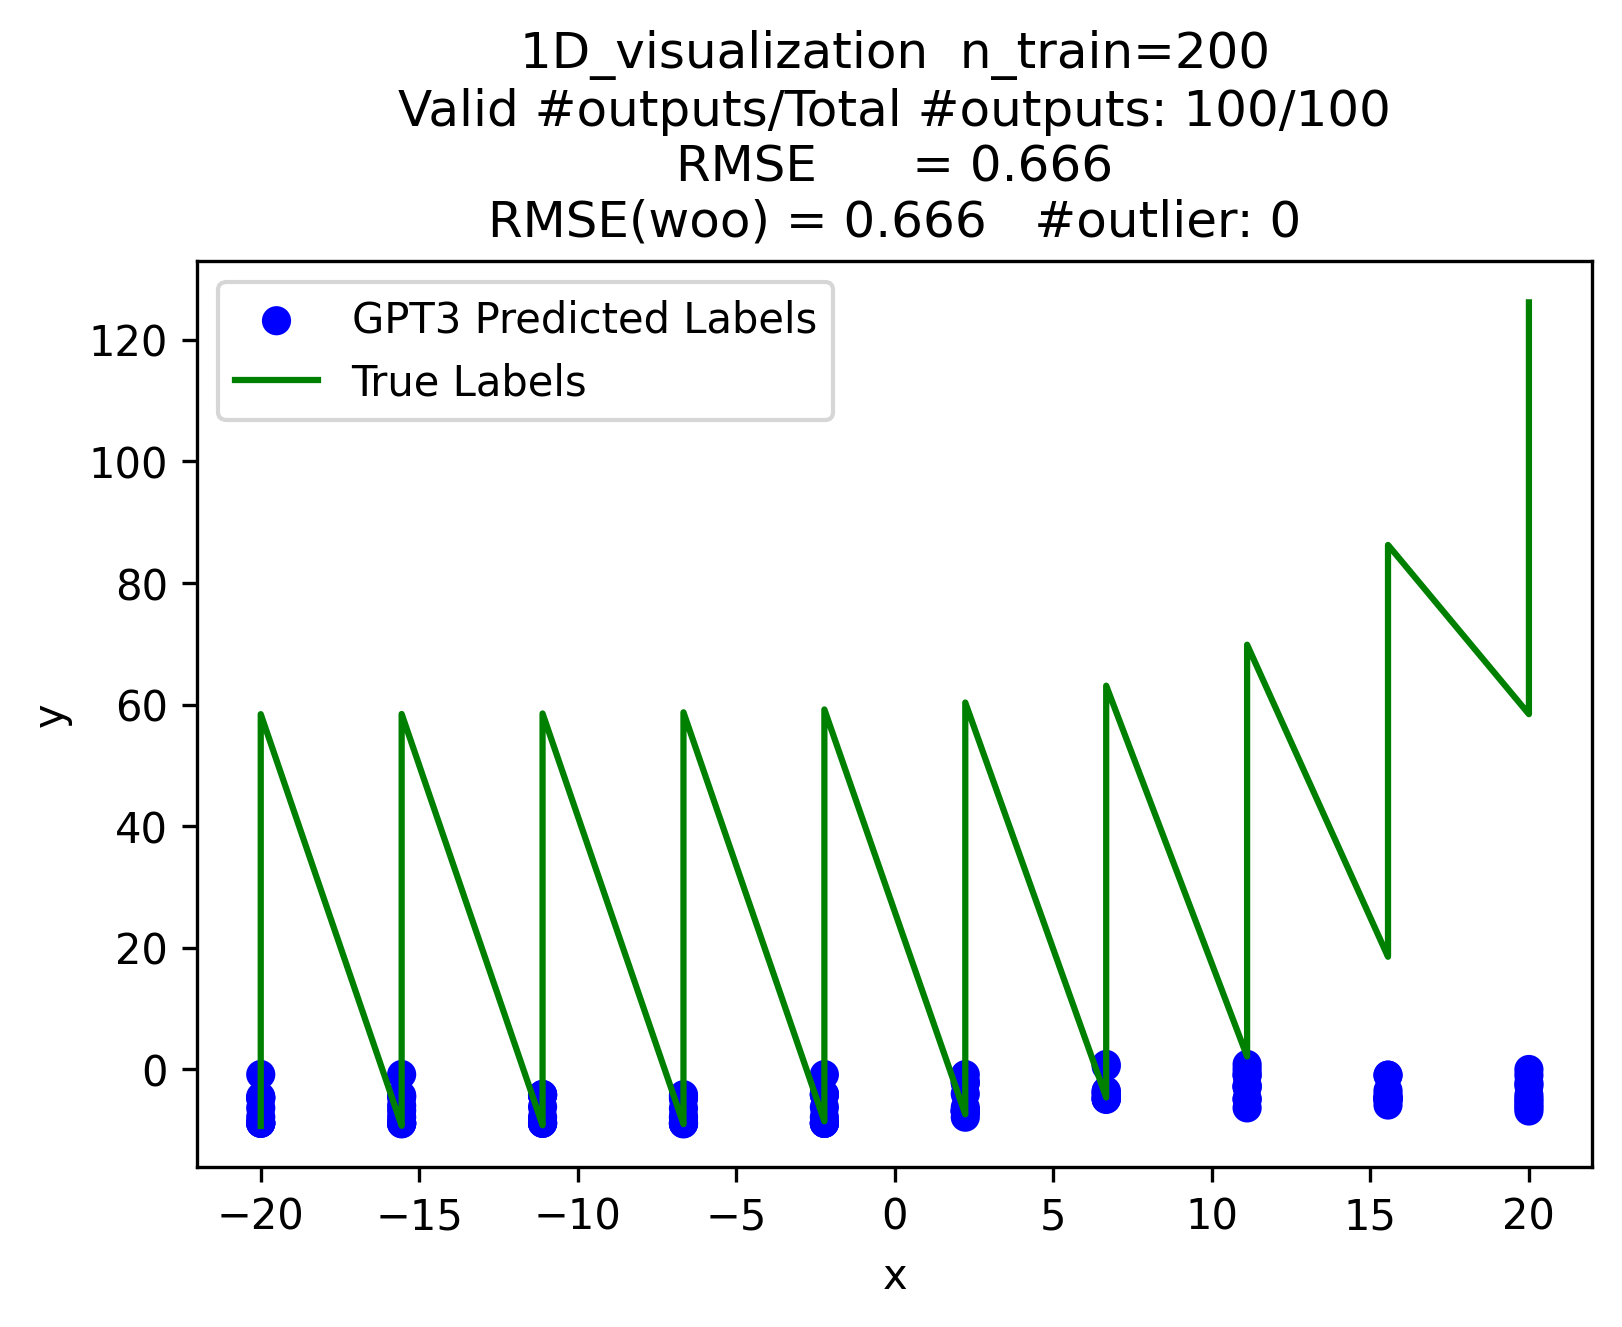 1D_visualization  n_train=200
Valid #outputs/Total #outputs: 100/100
RMSE      = 0.666
RMSE(woo) = 0.666   #outlier: 0
GPT3 Predicted Labels
True Labels
120
100
80
60
40
20
0
y
−20 −15 −10 −5 0 5 10 15 20
x